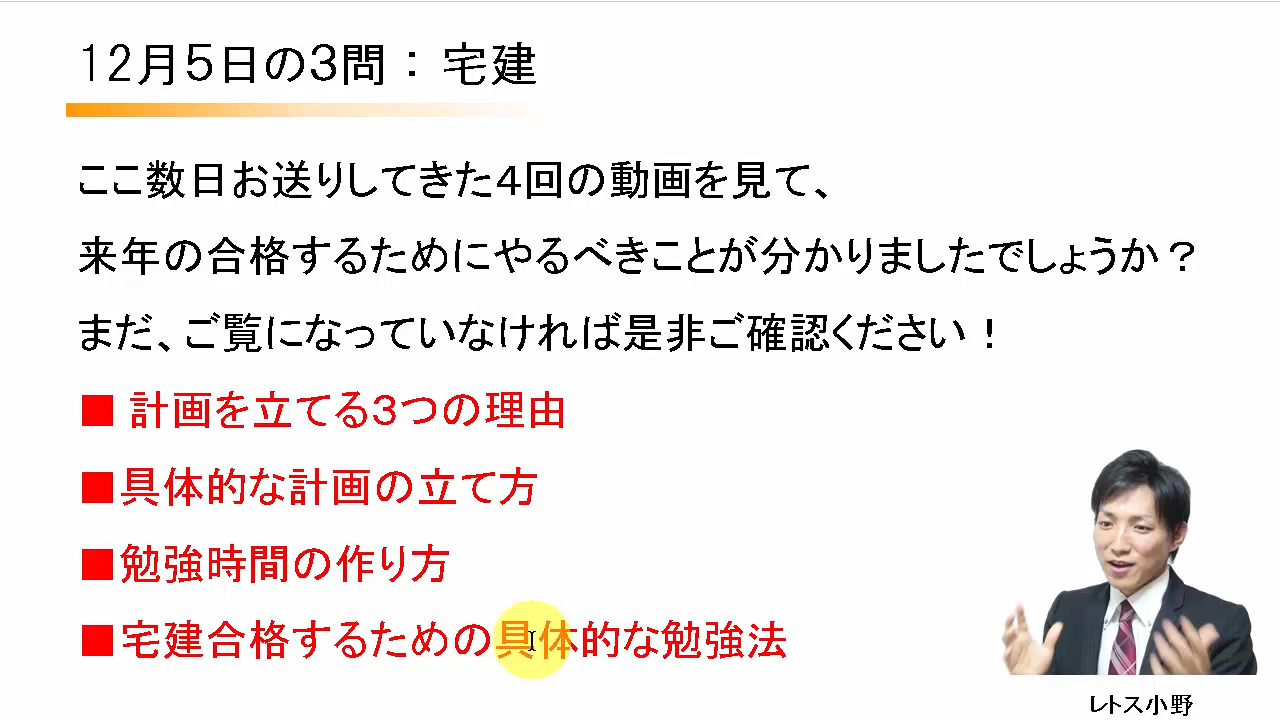 12月5日の3問：宅建
ここ数日お送りしてきた4回の動画を見て、
来年の合格するためにやるべきことが分かりましたでしょうか？
まだ、ご覧になっていなければ是非ご確認ください！
■ 計画を立てる3つの理由
■具体的な計画の立て方
■勉強時間の作り方
■宅建合格するための具体的な勉強法
レトス小野